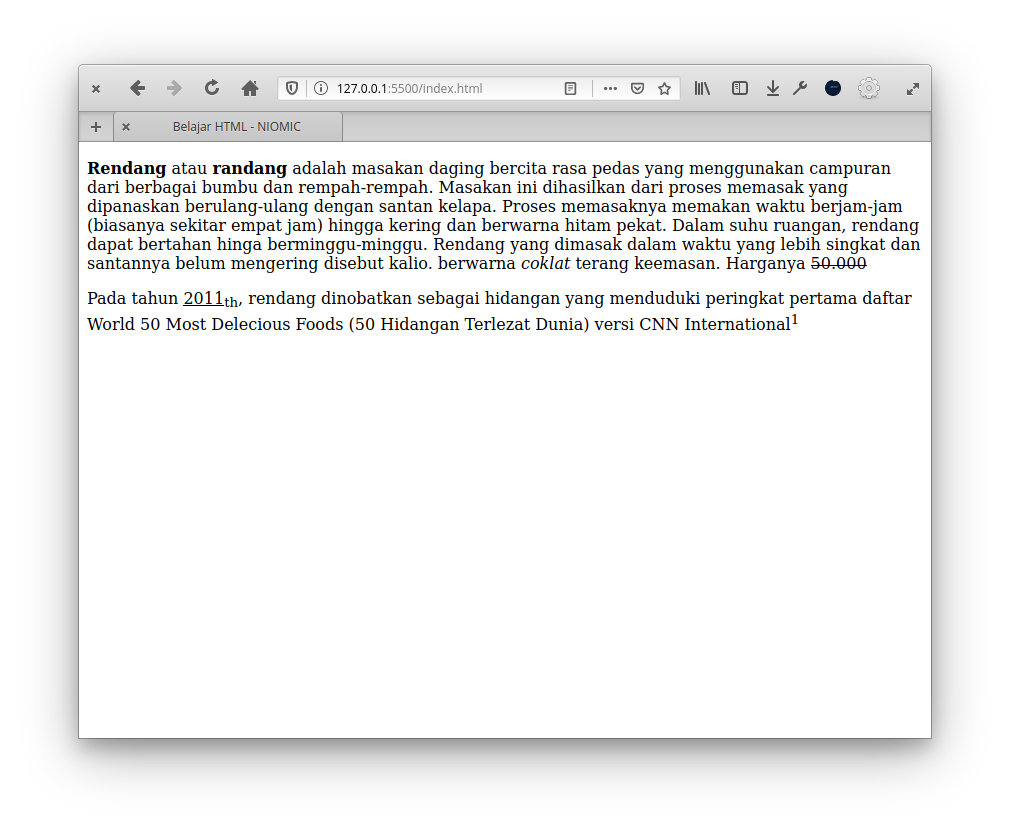 127.0.0.1:5500/index.html
Belajar HTML - NIOMIC
Rendang atau randang adalah masakan daging bercita rasa pedas yang menggunakan campuran
dari berbagai bumbu dan rempah-rempah. Masakan ini dihasilkan dari proses memasak yang
dipanaskan berulang-ulang dengan santan kelapa. Proses memasaknya memakan waktu berjam-jam
(biasanya sekitar empat jam) hingga kering dan berwarna hitam pekat. Dalam suhu ruangan, rendang
dapat bertahan hinga berminggu-minggu. Rendang yang dimasak dalam waktu yang lebih singkat dan
santannya belum mengering disebut kalio. berwarna coklat terang keemasan. Harganya 50.000
Pada tahun 2011th, rendang dinobatkan sebagai hidangan yang menduduki peringkat pertama daftar
World 50 Most Delecious Foods (50 Hidangan Terlezat Dunia) versi CNN International1